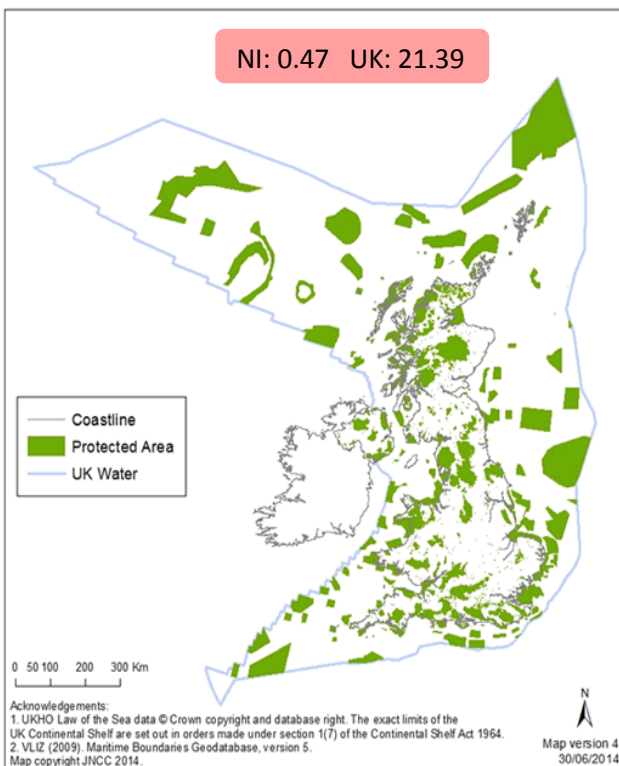 NI: 0.47 UK: 21.39
Coastline
Protected Area
UK Water
0 50 100 200 300 Km
Acknowledgements:
1. UKHO Law of the Sea data © Crown copyright and database right. The exact limits of the
UK Continental Shelf are set out in orders made under section 1(7) of the Continental Shelf Act 1964.
2. VLIZ (2009). Maritime Boundaries Geodatabase, version 5.
Map copyright JNCC 2014.
N
Map version 4
30/06/2014